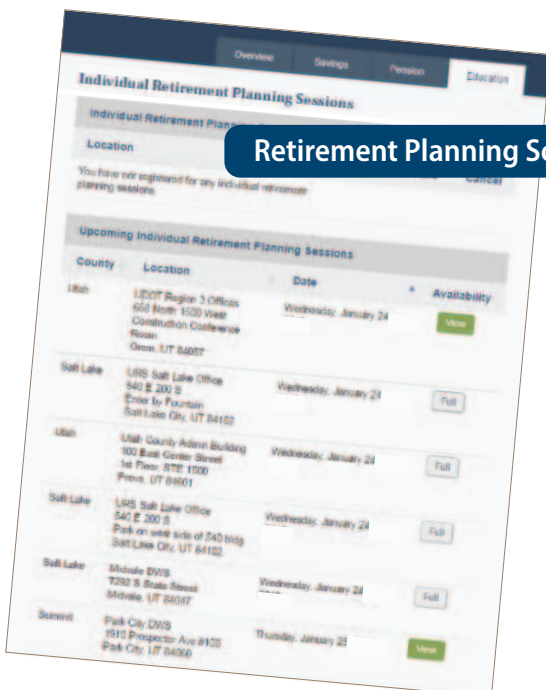 Overview Savings Pension Education
Individual Retirement Planning Sessions
Individual Retirement Plan
Retirement Planning Se
Location Cancel
You have not registered for any individual retirement
planning sessions.
Upcoming Individual Retirement Planning Sessions
County Location Date Availability
Utah UDOT Region 3 Offices Wednesday, January 24 View
658 North 1500 West
Construction Conference
Room
Orem, UT 84057
Salt Lake URS Salt Lake Office Wednesday, January 24 Full
540 E 200 S
Enter by Fountain
Salt Lake City, UT 84102
Utah Utah County Admin Building Wednesday, January 24 Full
100 East Center Street
1st Floor, STE 1500
Provo, UT 84601
Salt Lake URS Salt Lake Office Wednesday, January 24 Full
540 E 200 S
Park on west side of 540 bldg
Salt Lake City, UT 84102
Salt Lake Midvale DWS Wednesday, January 24 Full
7292 S State Street
Midvale, UT 84047
Summit Park City DWS Thursday, January 25 View
1910 Prospector Ave #100
Park City, UT 84060